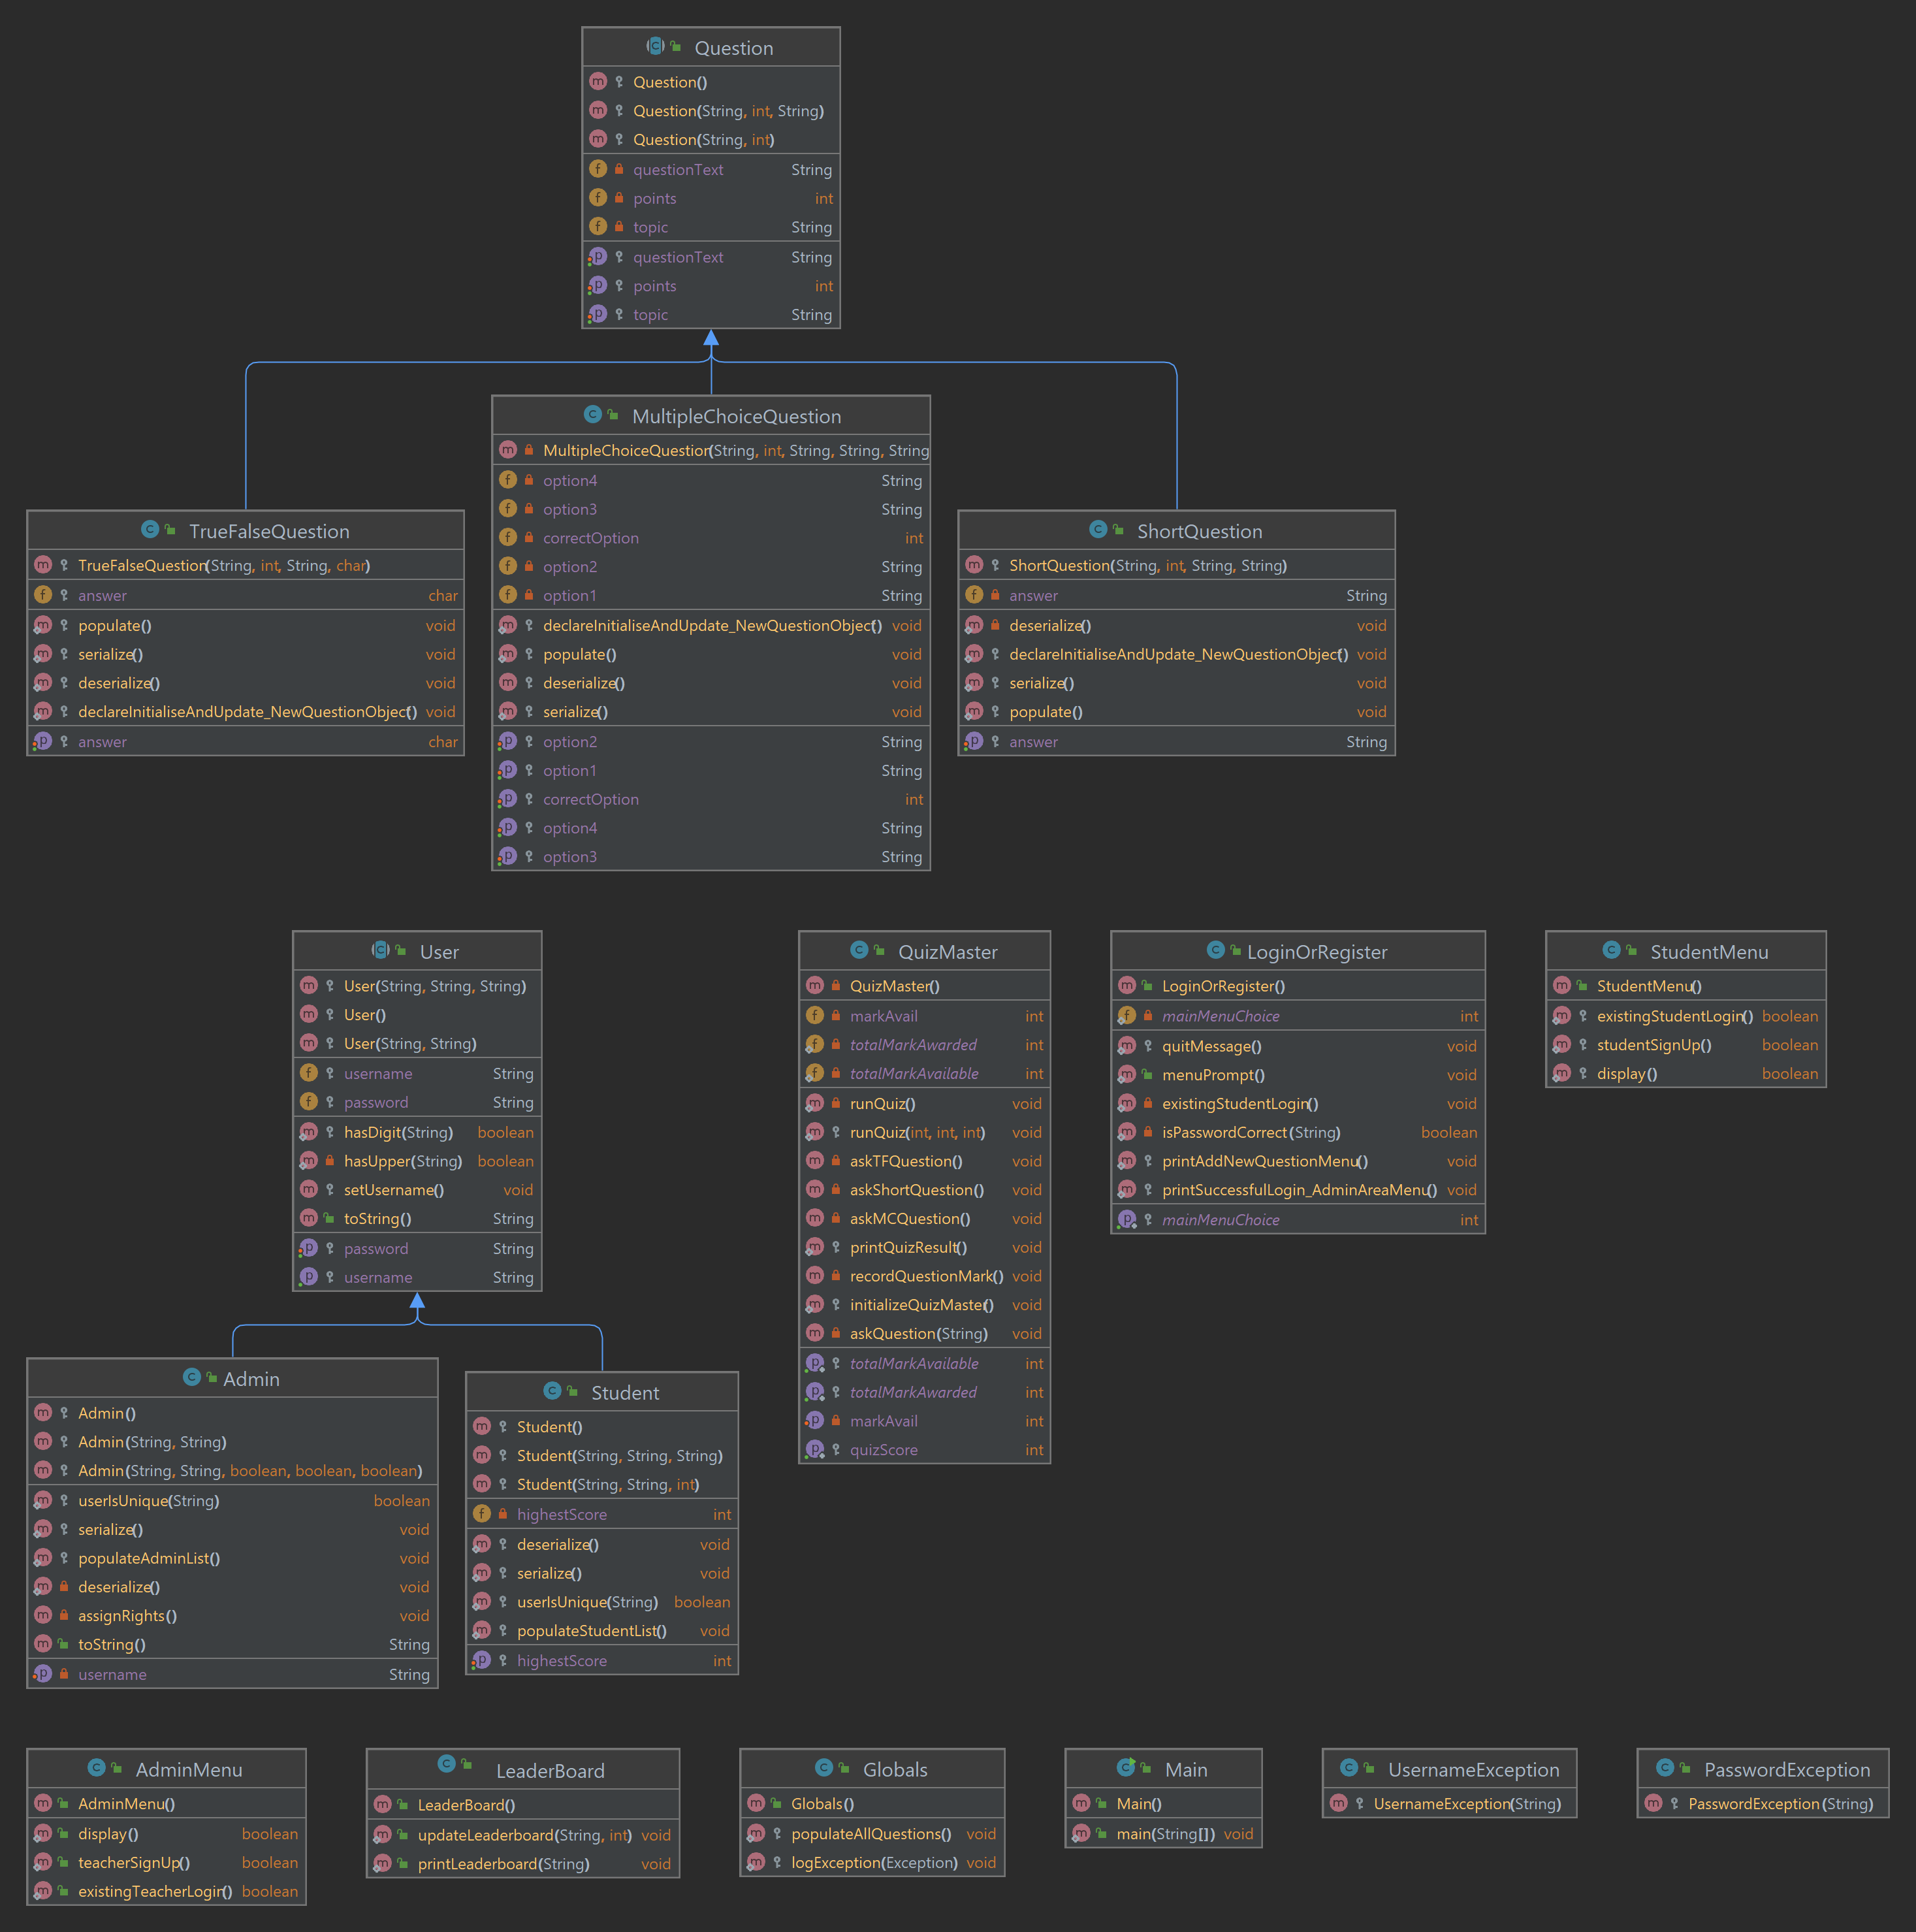 Question
Question()
Question(String, int, String)
Question(String, int)
questionText String
points int
topic String
questionText String
points int
topic String
MultipleChoiceQuestion
MultipleChoiceQuestion(String, int, String, String, String
option4 String
option3 String
correctOption int
option2 String
option1 String
declareInitialiseAndUpdate_NewQuestionObject() void
populate() void
deserialize() void
serialize() void
option2 String
option1 String
correctOption int
option4 String
option3 String
TrueFalseQuestion
TrueFalseQuestion(String, int, String, char)
answer char
populate() void
serialize() void
deserialize() void
declareInitialiseAndUpdate_NewQuestionObject() void
answer char
ShortQuestion
ShortQuestion(String, int, String, String)
answer String
deserialize() void
declareInitialiseAndUpdate_NewQuestionObject() void
serialize() void
populate() void
answer String
User
User(String, String, String)
User()
User(String, String)
username String
password String
hasDigit(String) boolean
hasUpper(String) boolean
setUsername() void
toString() String
password String
username String
QuizMaster
QuizMaster()
markAvail int
totalMarkAwarded int
totalMarkAvailable int
runQuiz() void
runQuiz(int, int, int) void
askTFQuestion() void
askShortQuestion() void
askMCQuestion() void
printQuizResult() void
recordQuestionMark() void
initializeQuizMaster() void
askQuestion(String) void
totalMarkAvailable int
totalMarkAwarded int
markAvail int
quizScore int
LoginOrRegister
LoginOrRegister()
mainMenuChoice int
quitMessage() void
menuPrompt() void
existingStudentLogin() void
isPasswordCorrect(String) boolean
printAddNewQuestionMenu() void
printSuccessfulLogin_AdminAreaMenu() void
mainMenuChoice int
StudentMenu
StudentMenu()
existingStudentLogin() boolean
studentSignUp() boolean
display() boolean
Admin
Admin()
Admin(String, String)
Admin(String, String, boolean, boolean, boolean)
userIsUnique(String) boolean
serialize() void
populateAdminList() void
deserialize() void
assignRights() void
toString() String
username String
Student
Student()
Student(String, String, String)
Student(String, String, int)
highestScore int
deserialize() void
serialize() void
userIsUnique(String) boolean
populateStudentList() void
highestScore int
AdminMenu
AdminMenu()
display() boolean
teacherSignUp() boolean
existingTeacherLogin() boolean
LeaderBoard
LeaderBoard()
updateLeaderboard(String, int) void
printLeaderboard(String) void
Globals
Globals()
populateAllQuestions() void
logException(Exception) void
Main
Main()
main(String[]) void
UsernameException
UsernameException(String)
PasswordException
PasswordException(String)